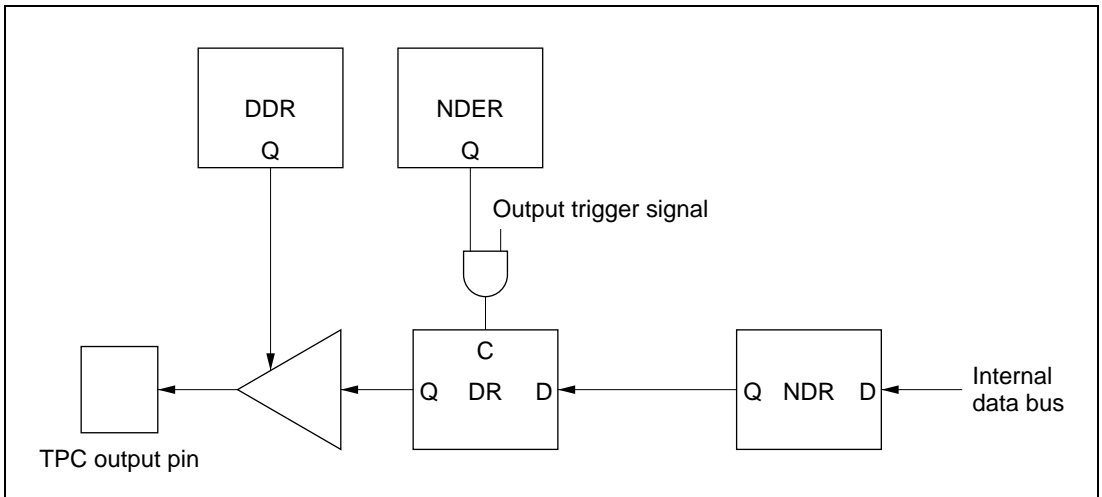 DDR
Q
NDER
Q
Output trigger signal
C
Q DR D
Q NDR D
Internal
data bus
TPC output pin